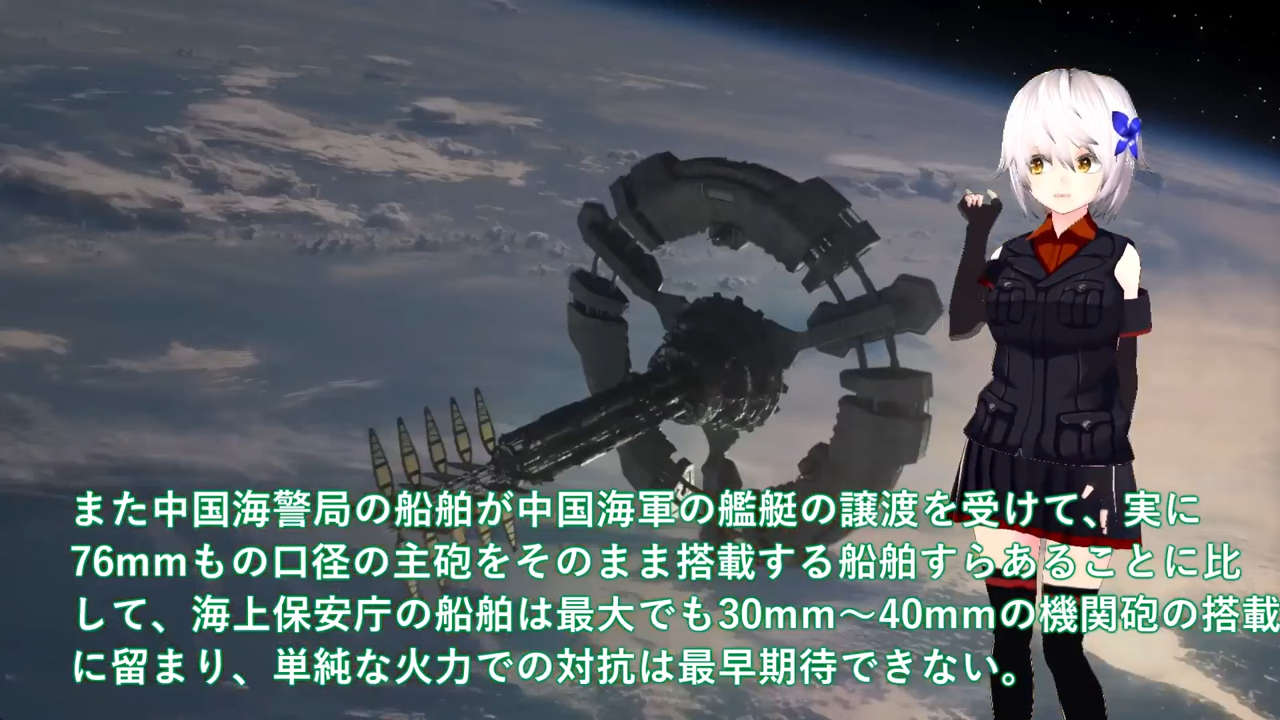 また中国海警局の船舶が中国海軍の艦艇の譲渡を受けて、実に
76mmもの口径の主砲をそのまま搭載する船舶すらあることに比
して、海上保安庁の船舶は最大でも30mm～40mmの機関砲の搭載
に留まり、単純な火力での対抗は最早期待できない。